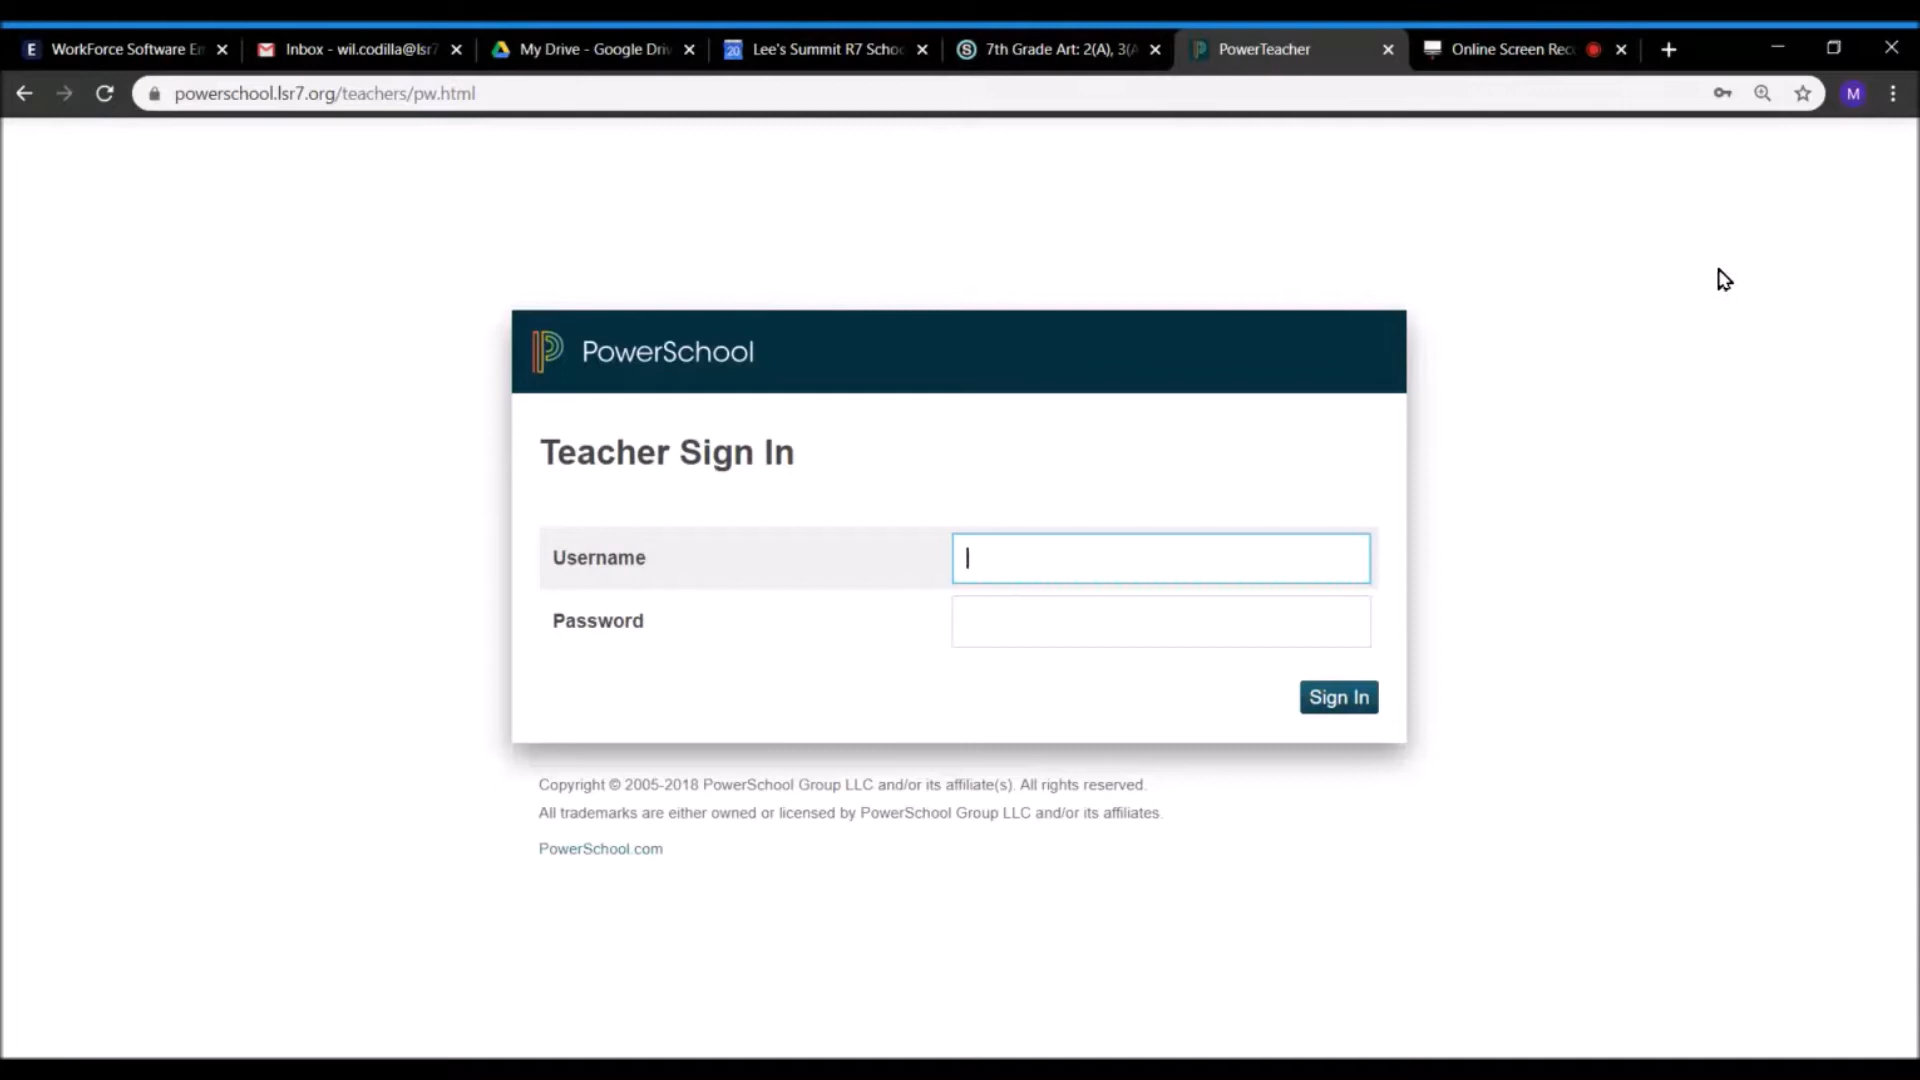 E WorkForce Software E
Inbox - wil.codilla@lsr7
My Drive - Google Driv
20 Lee's Summit R7 Schoo
S 7th Grade Art: 2(A), 3(A
PowerTeacher
Online Screen Rec
powerschool.lsr7.org/teachers/pw.html
M
PowerSchool
Teacher Sign In
Username
Password
Sign In
Copyright © 2005-2018 PowerSchool Group LLC and/or its affiliate(s). All rights reserved.
All trademarks are either owned or licensed by PowerSchool Group LLC and/or its affiliates.
PowerSchool.com